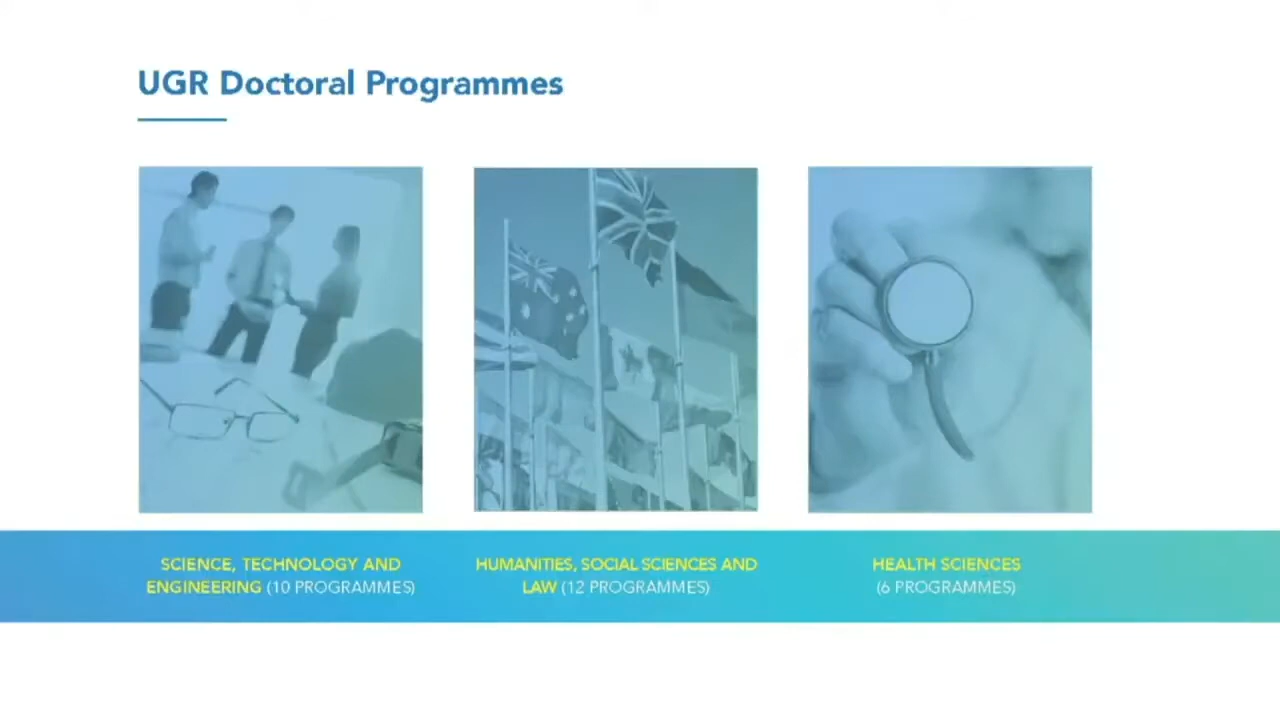 UGR Doctoral Programmes
SCIENCE, TECHNOLOGY AND
ENGINEERING (10 PROGRAMMES)
HUMANITIES, SOCIAL SCIENCES AND
LAW (12 PROGRAMMES)
HEALTH SCIENCES
(6 PROGRAMMES)